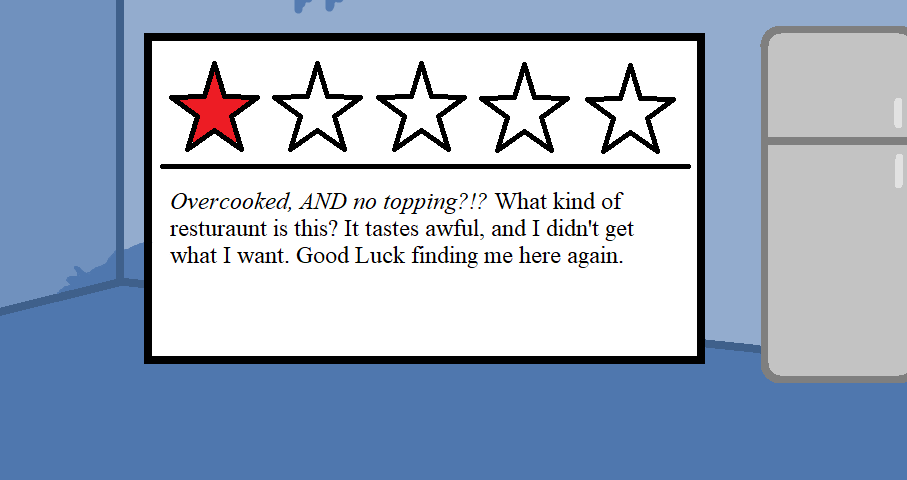 Overcooked, AND no topping?!? What kind of
resturaunt is this? It tastes awful, and I didn't get
what I want. Good Luck finding me here again.